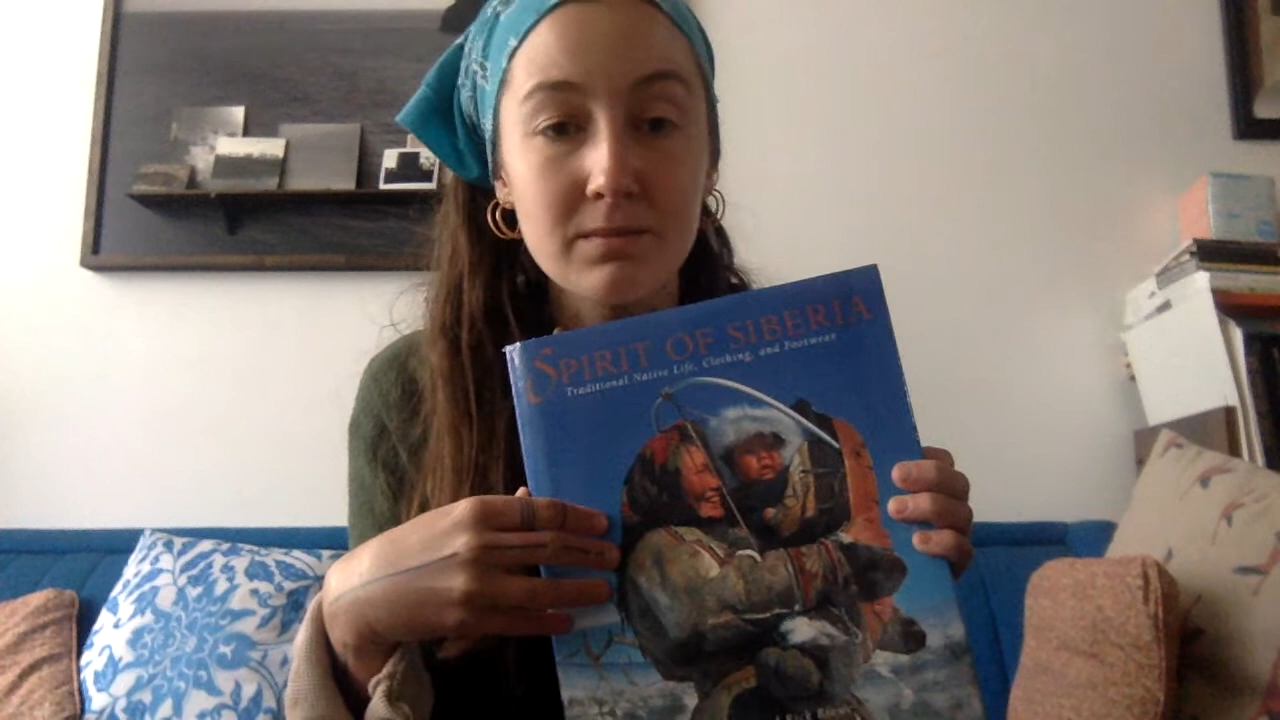 SPIRIT OF SIBERIA
Traditional Native Life, Clothing, and Footwear